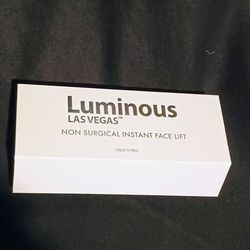 Luminous
LAS VEGAS™
NON SURGICAL INSTANT FACE LIFT